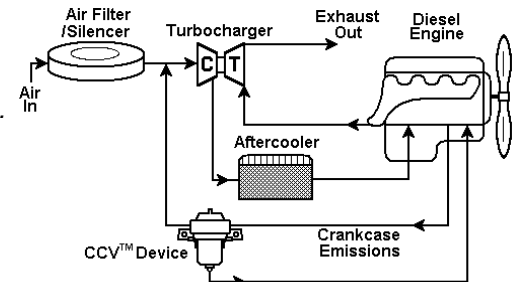 Air Filter
/Silencer
Turbocharger
Exhaust
Out
Diesel
Engine
C T
Air
In
Aftercooler
Crankcase
Emissions
CCV™ Device